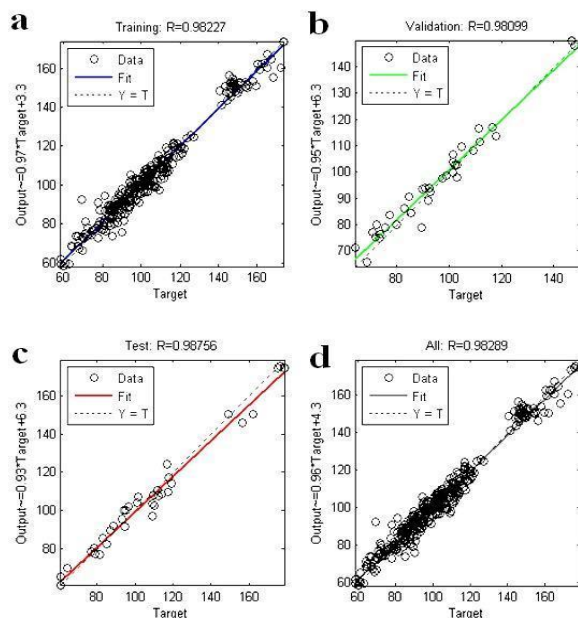 a
Training: R=0.98227
Output~=0.97*Target+3.3
160
140
120
100
80
60
Data
Fit
Y = T
60 80 100 120 140 160
Target
b
Validation: R=0.98099
Output~=0.95*Target+6.3
150
140
130
120
110
100
90
80
70
Data
Fit
Y = T
80 100 120 140
Target
c
Test: R=0.98756
Output~=0.93*Target+6.3
160
140
120
100
80
Data
Fit
Y = T
60 80 100 120 140 160
Target
d
All: R=0.98289
Output~=0.96*Target+4.3
160
140
120
100
80
60
Data
Fit
Y = T
60 80 100 120 140 160
Target